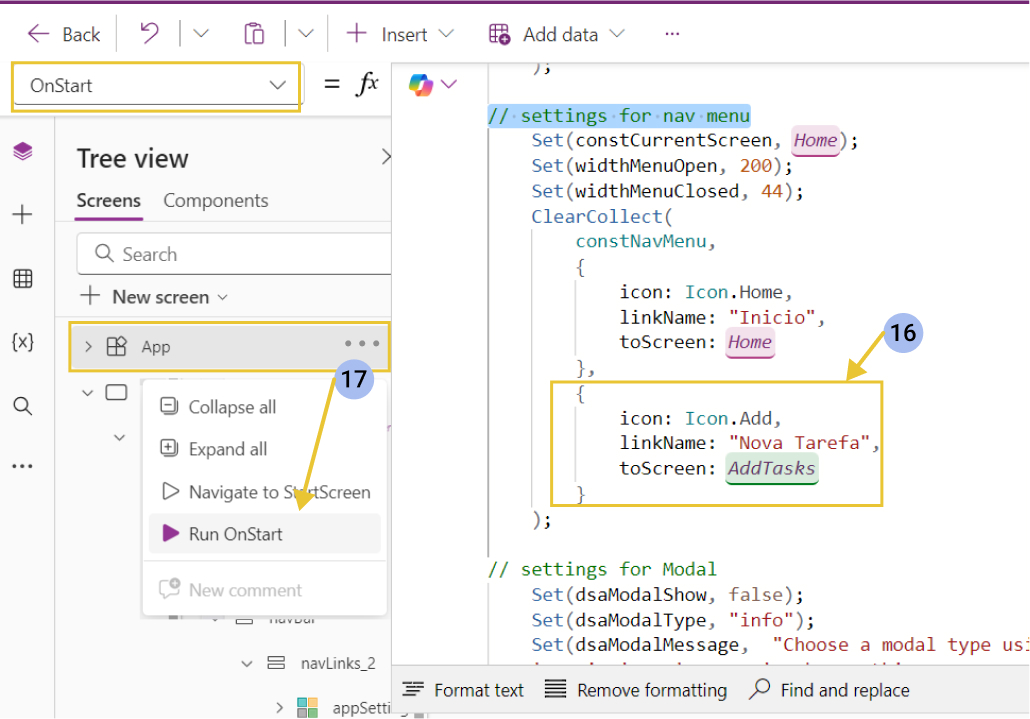 Back
Insert
Add data
...
OnStart
= fx
);
// settings for nav menu
Set(constCurrentScreen, Home);
Set(widthMenuOpen, 200);
Set(widthMenuClosed, 44);
ClearCollect(
constNavMenu,
{
icon: Icon.Home,
linkName: "Inicio",
toScreen: Home
},
{
icon: Icon.Add,
linkName: "Nova Tarefa",
toScreen: AddTasks
}
);
// settings for Modal
Set(dsaModalShow, false);
Set(dsaModalType, "info");
Set(dsaModalMessage, "Choose a modal type usi
16
Tree view
Screens
Components
Search
New screen
{x}
App
17
Collapse all
Expand all
Navigate to StartScreen
Run OnStart
New comment
navBar
navLinks_2
appSetti
Format text
Remove formatting
Find and replace